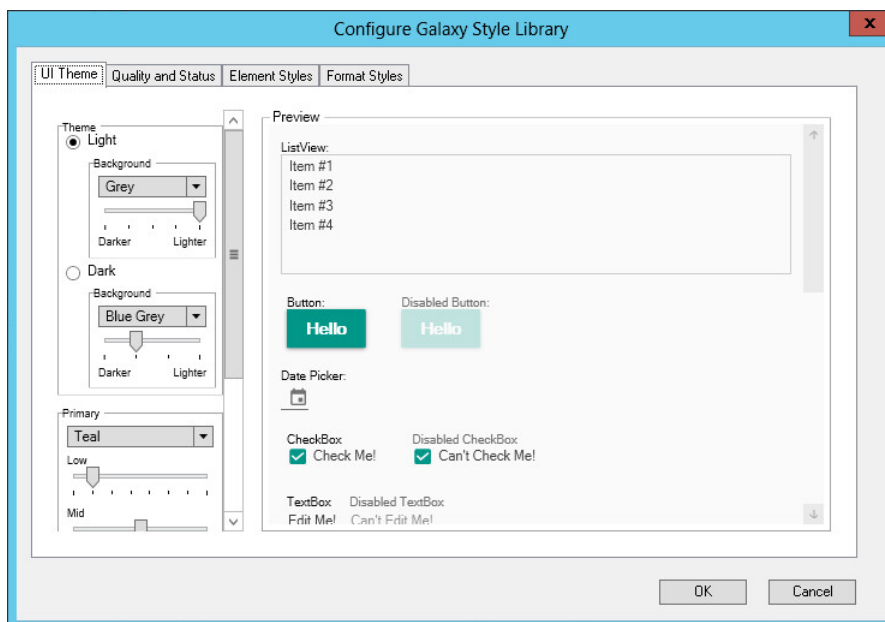 Configure Galaxy Style Library
x
UI Theme
Quality and Status
Element Styles
Format Styles
Theme
Light
Background
Grey
Darker Lighter
Dark
Background
Blue Grey
Darker Lighter
Primary
Teal
Low
Mid
Preview
ListView:
Item #1
Item #2
Item #3
Item #4
Button: Disabled Button:
Hello Hello
Date Picker:
CheckBox Disabled CheckBox
Check Me! Can't Check Me!
TextBox Disabled TextBox
Edit Me! Can't Edit Me!
OK Cancel